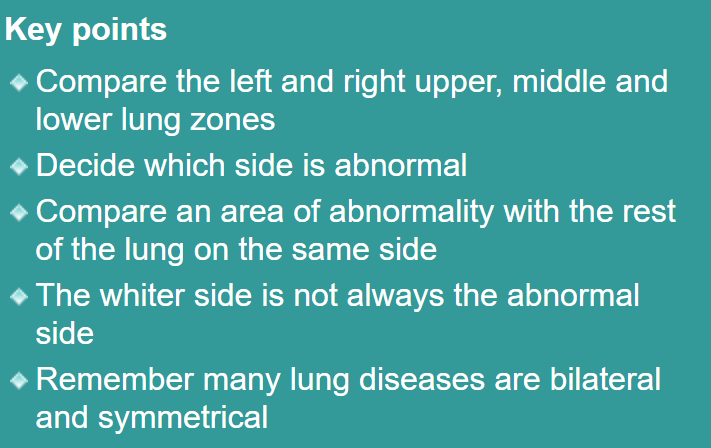 Key points
Compare the left and right upper, middle and
lower lung zones
Decide which side is abnormal
Compare an area of abnormality with the rest
of the lung on the same side
The whiter side is not always the abnormal
side
Remember many lung diseases are bilateral
and symmetrical